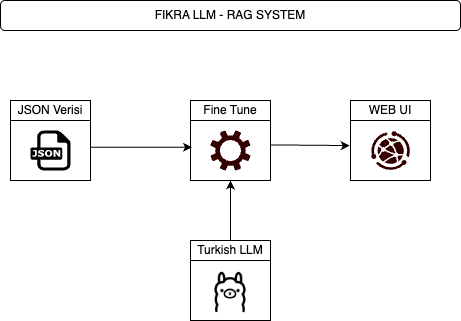 FIKRA LLM - RAG SYSTEM
JSON Verisi
Fine Tune
WEB UI
JSON
Turkish LLM